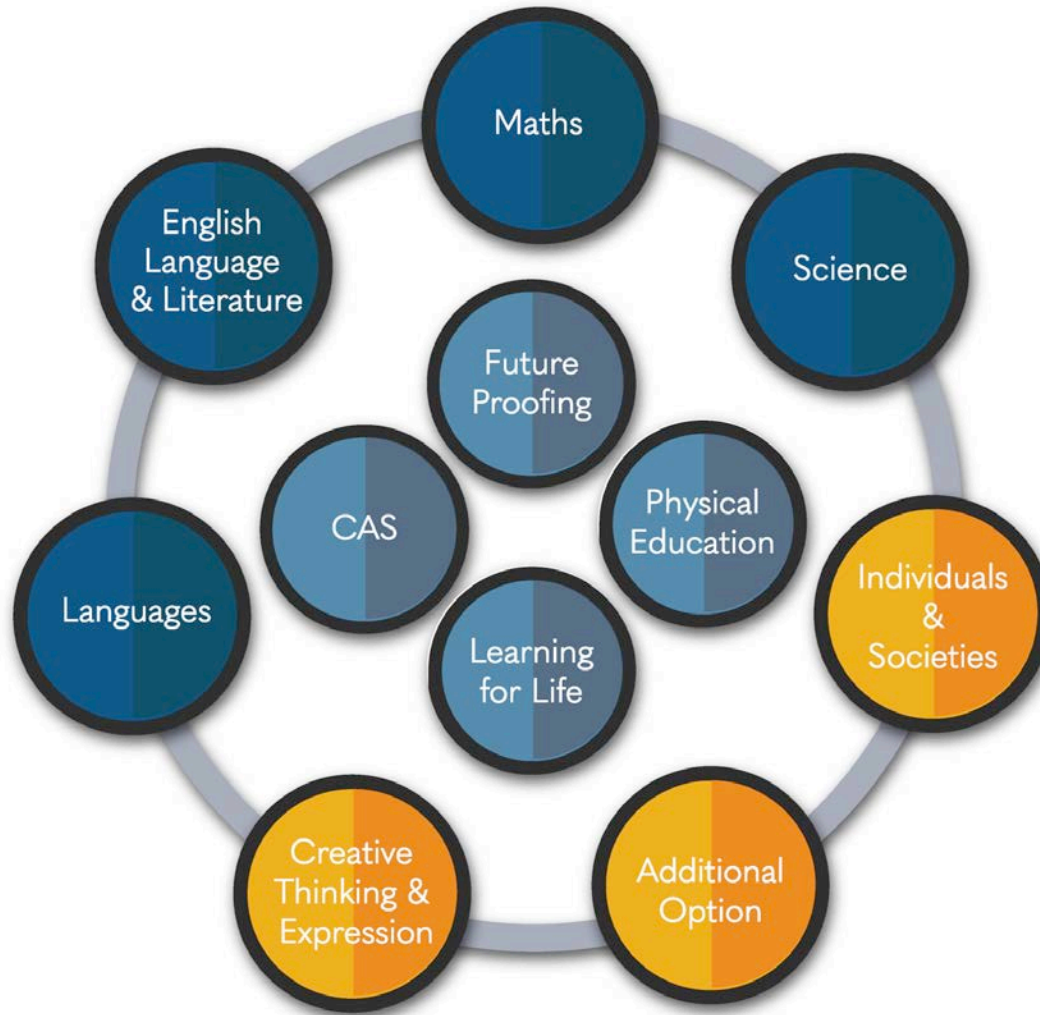 Maths
English
Language
& Literature
Science
Future
Proofing
CAS
Physical
Education
Languages
Individuals
&
Societies
Learning
for Life
Creative
Thinking &
Expression
Additional
Option